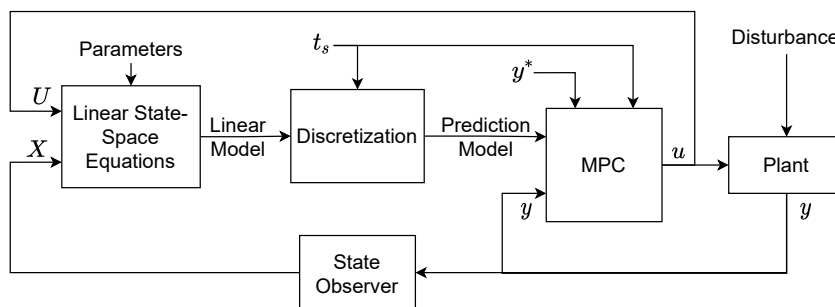 Parameters
t_s
y*
Disturbance
U
X
Linear State-
Space
Equations
Linear
Model
Discretization
Prediction
Model
MPC
u
Plant
y
y
State
Observer